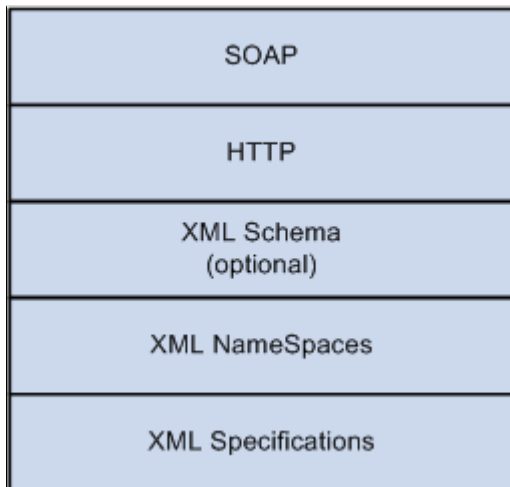 SOAP
HTTP
XML Schema
(optional)
XML NameSpaces
XML Specifications